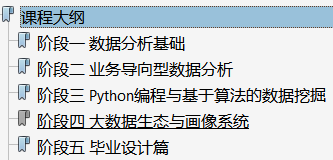 课程大纲
阶段一 数据分析基础
阶段二 业务导向型数据分析
阶段三 Python编程与基于算法的数据挖掘
阶段四 大数据生态与画像系统
阶段五 毕业设计篇